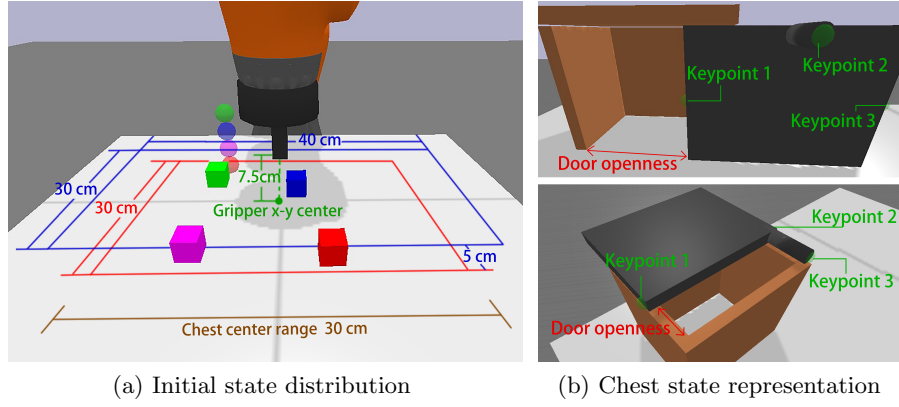 40 cm
30 cm
7.5cm
30 cm
Gripper x-y center
5 cm
Chest center range 30 cm
(a) Initial state distribution
Keypoint 1
Keypoint 2
Keypoint 3
Door openness
Keypoint 2
Keypoint 1
Keypoint 3
Door openness
(b) Chest state representation